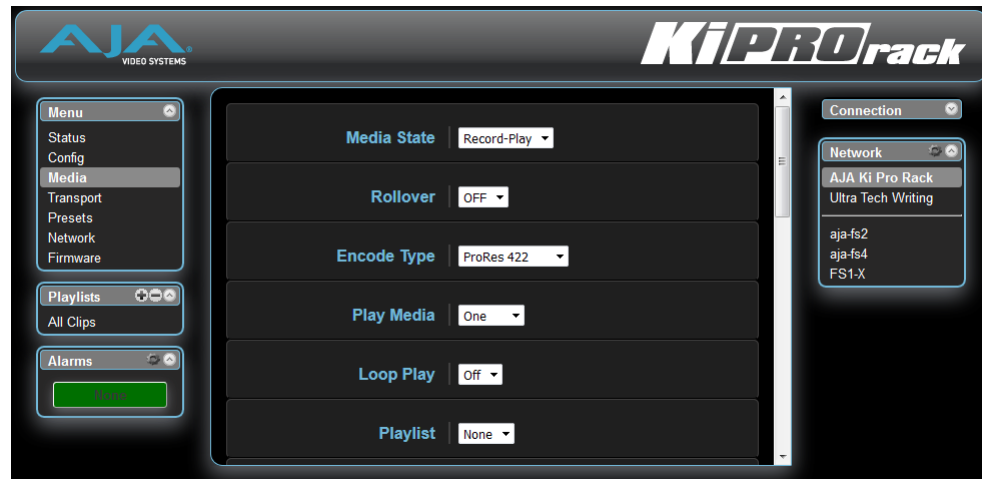 AJA
VIDEO SYSTEMS
KiPROrack
Menu
Status
Config
Media
Transport
Presets
Network
Firmware
Playlists
All Clips
Alarms
None
Media State Record-Play
Rollover OFF
Encode Type ProRes 422
Play Media One
Loop Play Off
Playlist None
Connection
Network
AJA Ki Pro Rack
Ultra Tech Writing
aja-fs2
aja-fs4
FS1-X